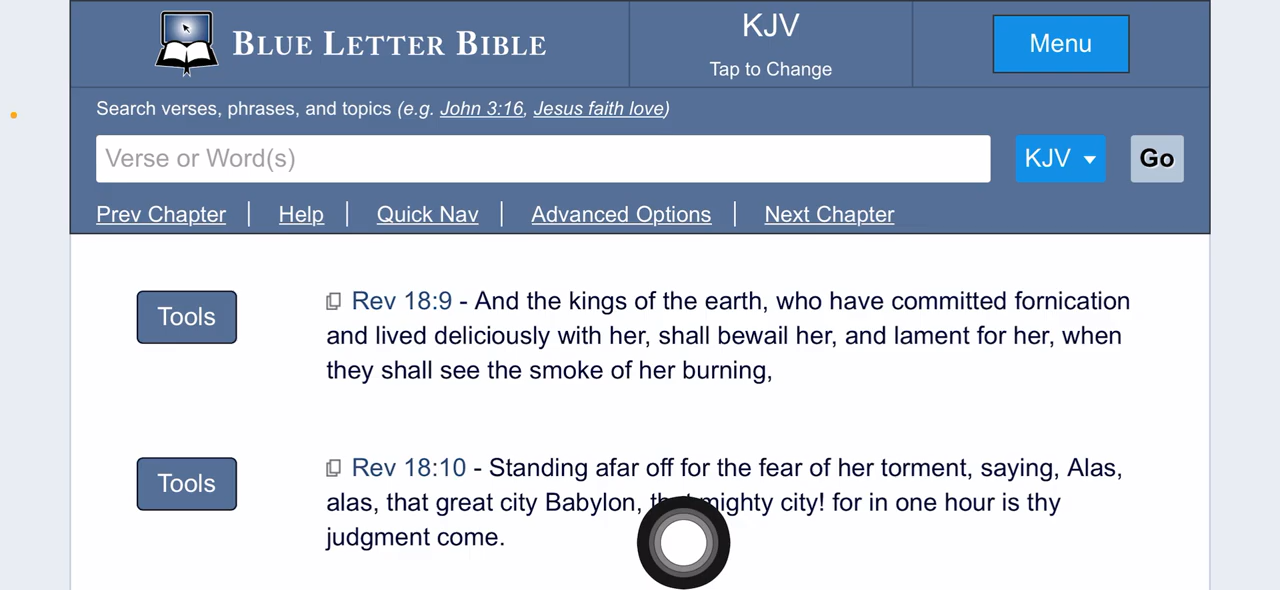 BLUE LETTER BIBLE
KJV
Tap to Change
Menu
Search verses, phrases, and topics (e.g. John 3:16, Jesus faith love)
Verse or Word(s)
KJV
Go
Prev Chapter | Help | Quick Nav | Advanced Options | Next Chapter
Tools
Rev 18:9 - And the kings of the earth, who have committed fornication
and lived deliciously with her, shall bewail her, and lament for her, when
they shall see the smoke of her burning,
Tools
Rev 18:10 - Standing afar off for the fear of her torment, saying, Alas,
alas, that great city Babylon, that mighty city! for in one hour is thy
judgment come.